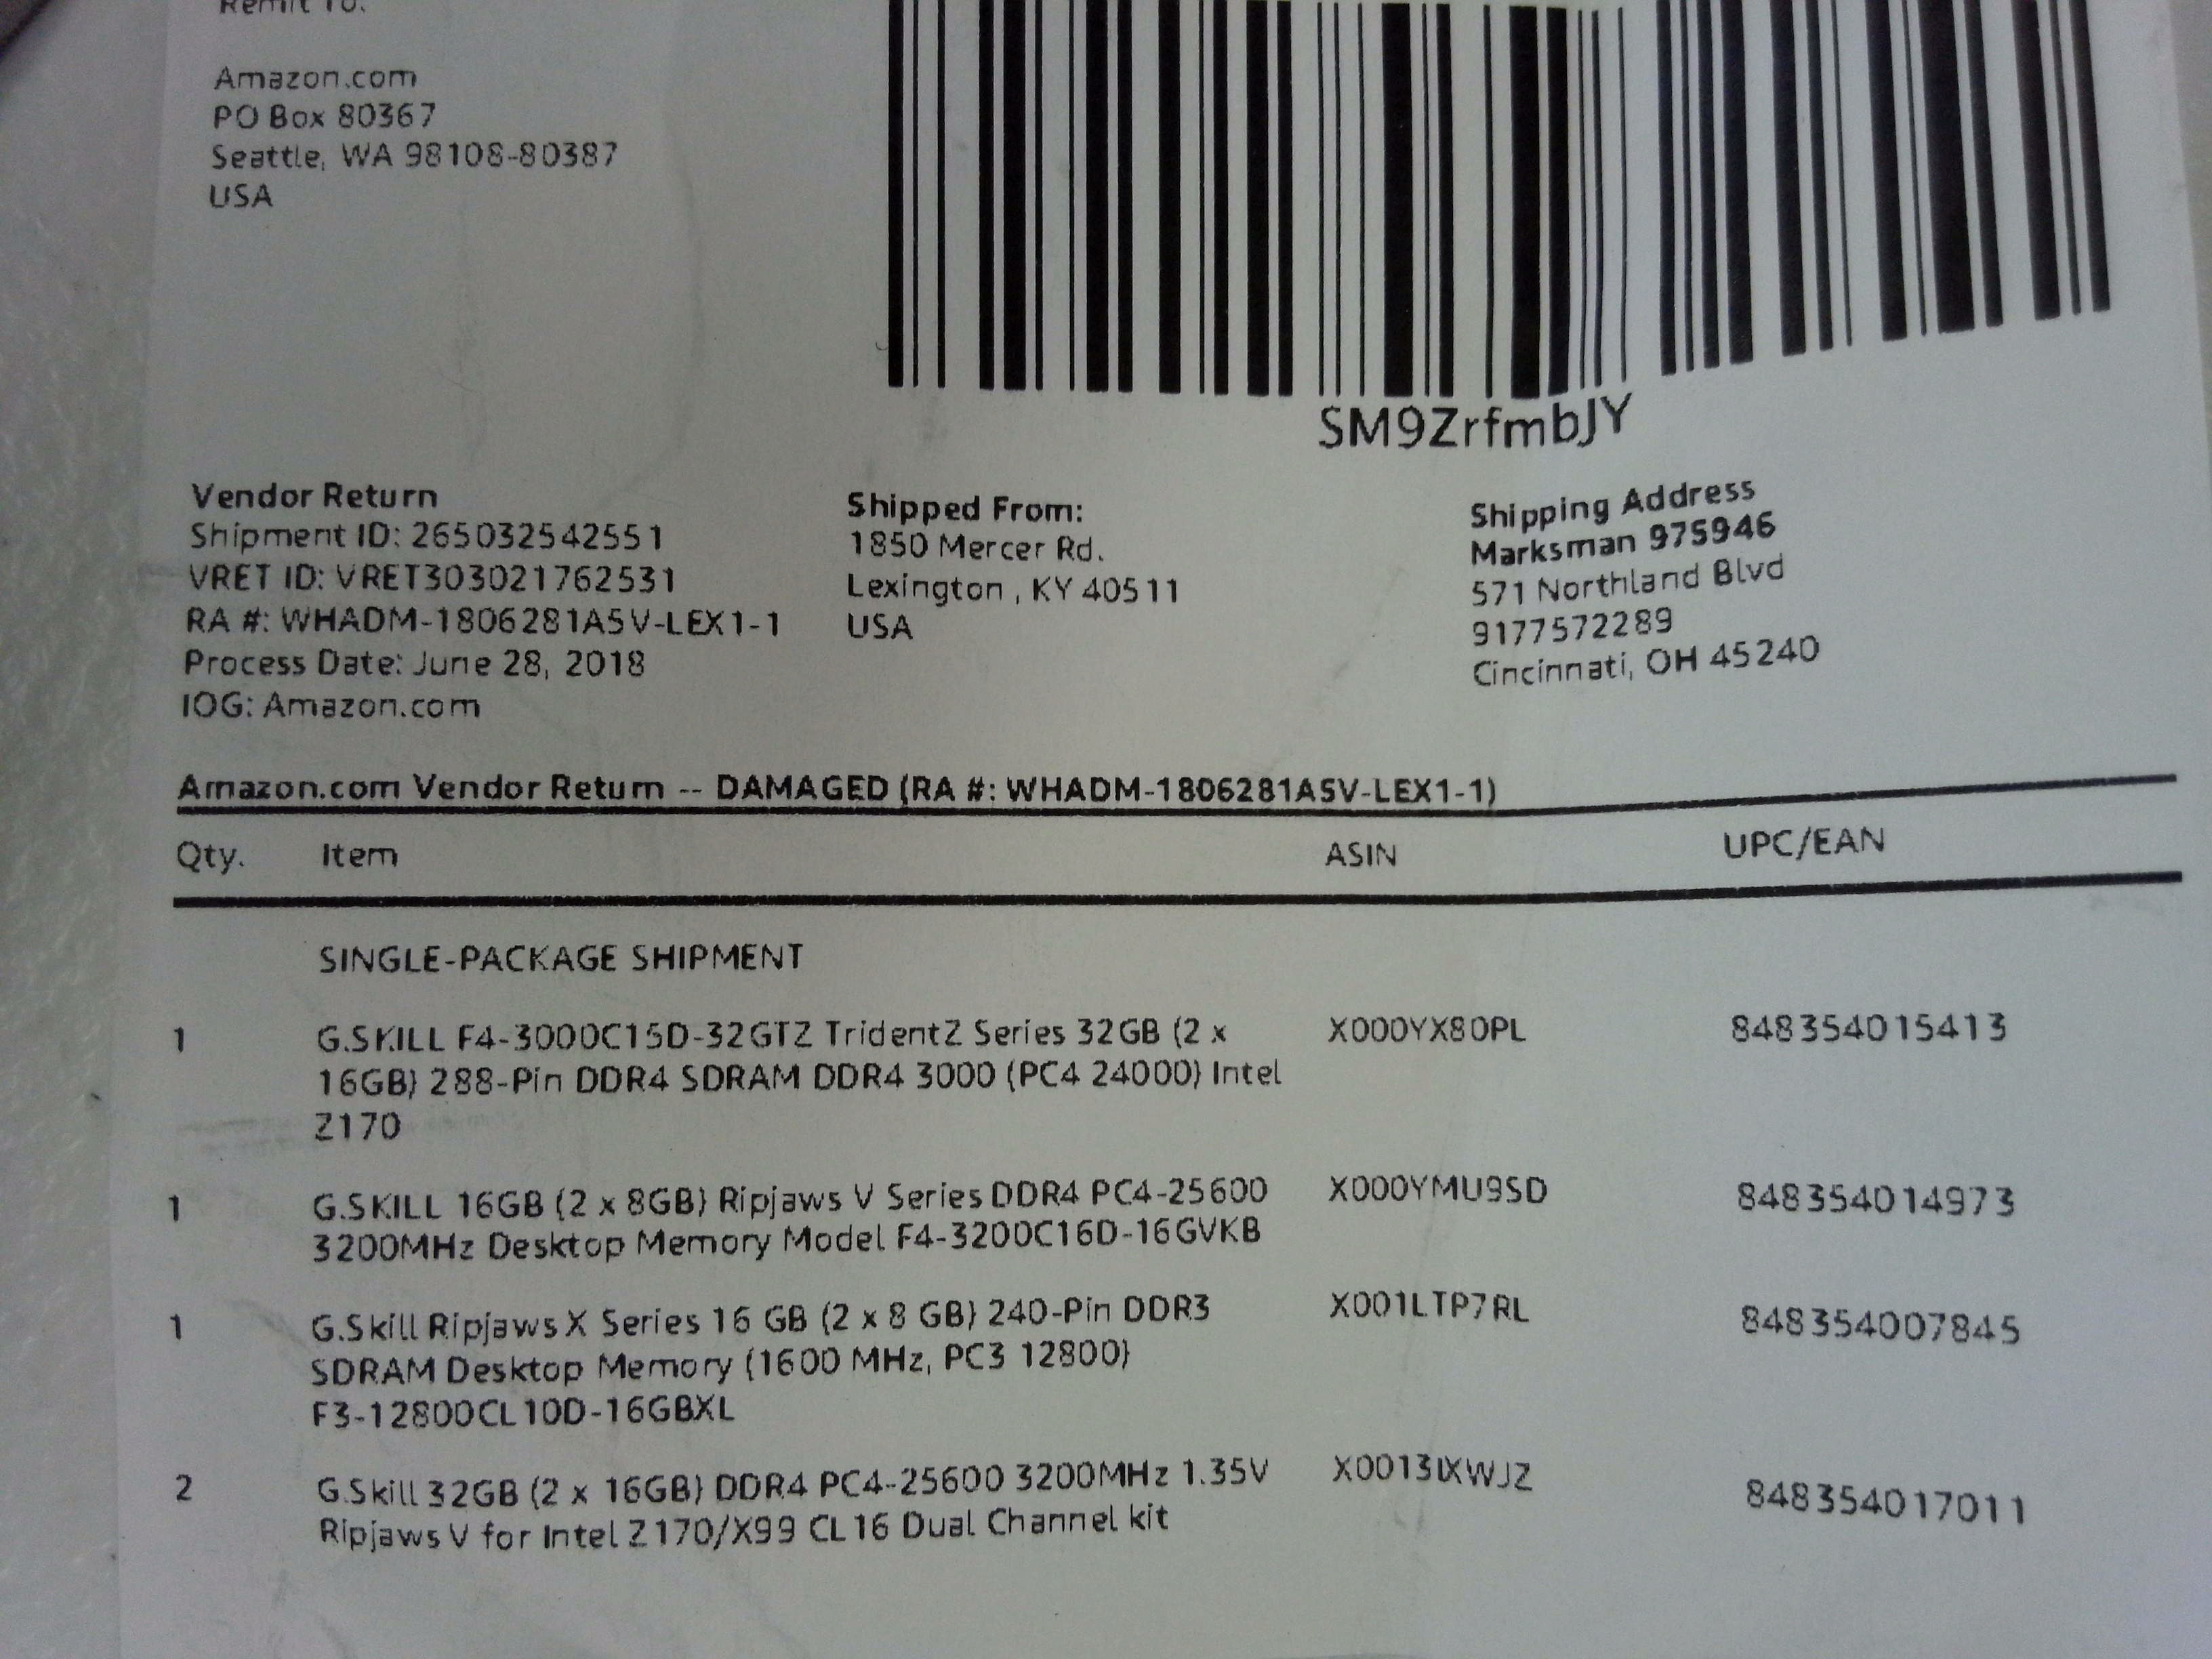 Remit To:
Amazon.com
PO Box 80367
Seattle, WA 98108-80387
USA
SM9ZrfmbJY
Vendor Return
Shipment ID: 265032542551
VRET ID: VRET303021762531
RA #: WHADM-1806281A5V-LEX1-1
Process Date: June 28, 2018
IOG: Amazon.com
Shipped From:
1850 Mercer Rd.
Lexington , KY 40511
USA
Shipping Address
Marksman 975946
571 Northland Blvd
9177572289
Cincinnati, OH 45240
Amazon.com Vendor Return -- DAMAGED (RA #: WHADM-1806281A5V-LEX1-1)
Qty. Item ASIN UPC/EAN
SINGLE-PACKAGE SHIPMENT
1 G.SKILL F4-3000C15D-32GTZ TridentZ Series 32GB (2 x X000YX80PL 848354015413
16GB) 288-Pin DDR4 SDRAM DDR4 3000 (PC4 24000) Intel
Z170
1 G.SKILL 16GB (2 x 8GB) Ripjaws V Series DDR4 PC4-25600 X000YMU9SD 848354014973
3200MHz Desktop Memory Model F4-3200C16D-16GVKB
1 G.Skill Ripjaws X Series 16 GB (2 x 8 GB) 240-Pin DDR3 X001LTP7RL 848354007845
SDRAM Desktop Memory (1600 MHz, PC3 12800)
F3-12800CL10D-16GBXL
2 G.Skill 32GB (2 x 16GB) DDR4 PC4-25600 3200MHz 1.35V X0013IXWJZ 848354017011
Ripjaws V for Intel Z170/X99 CL16 Dual Channel kit